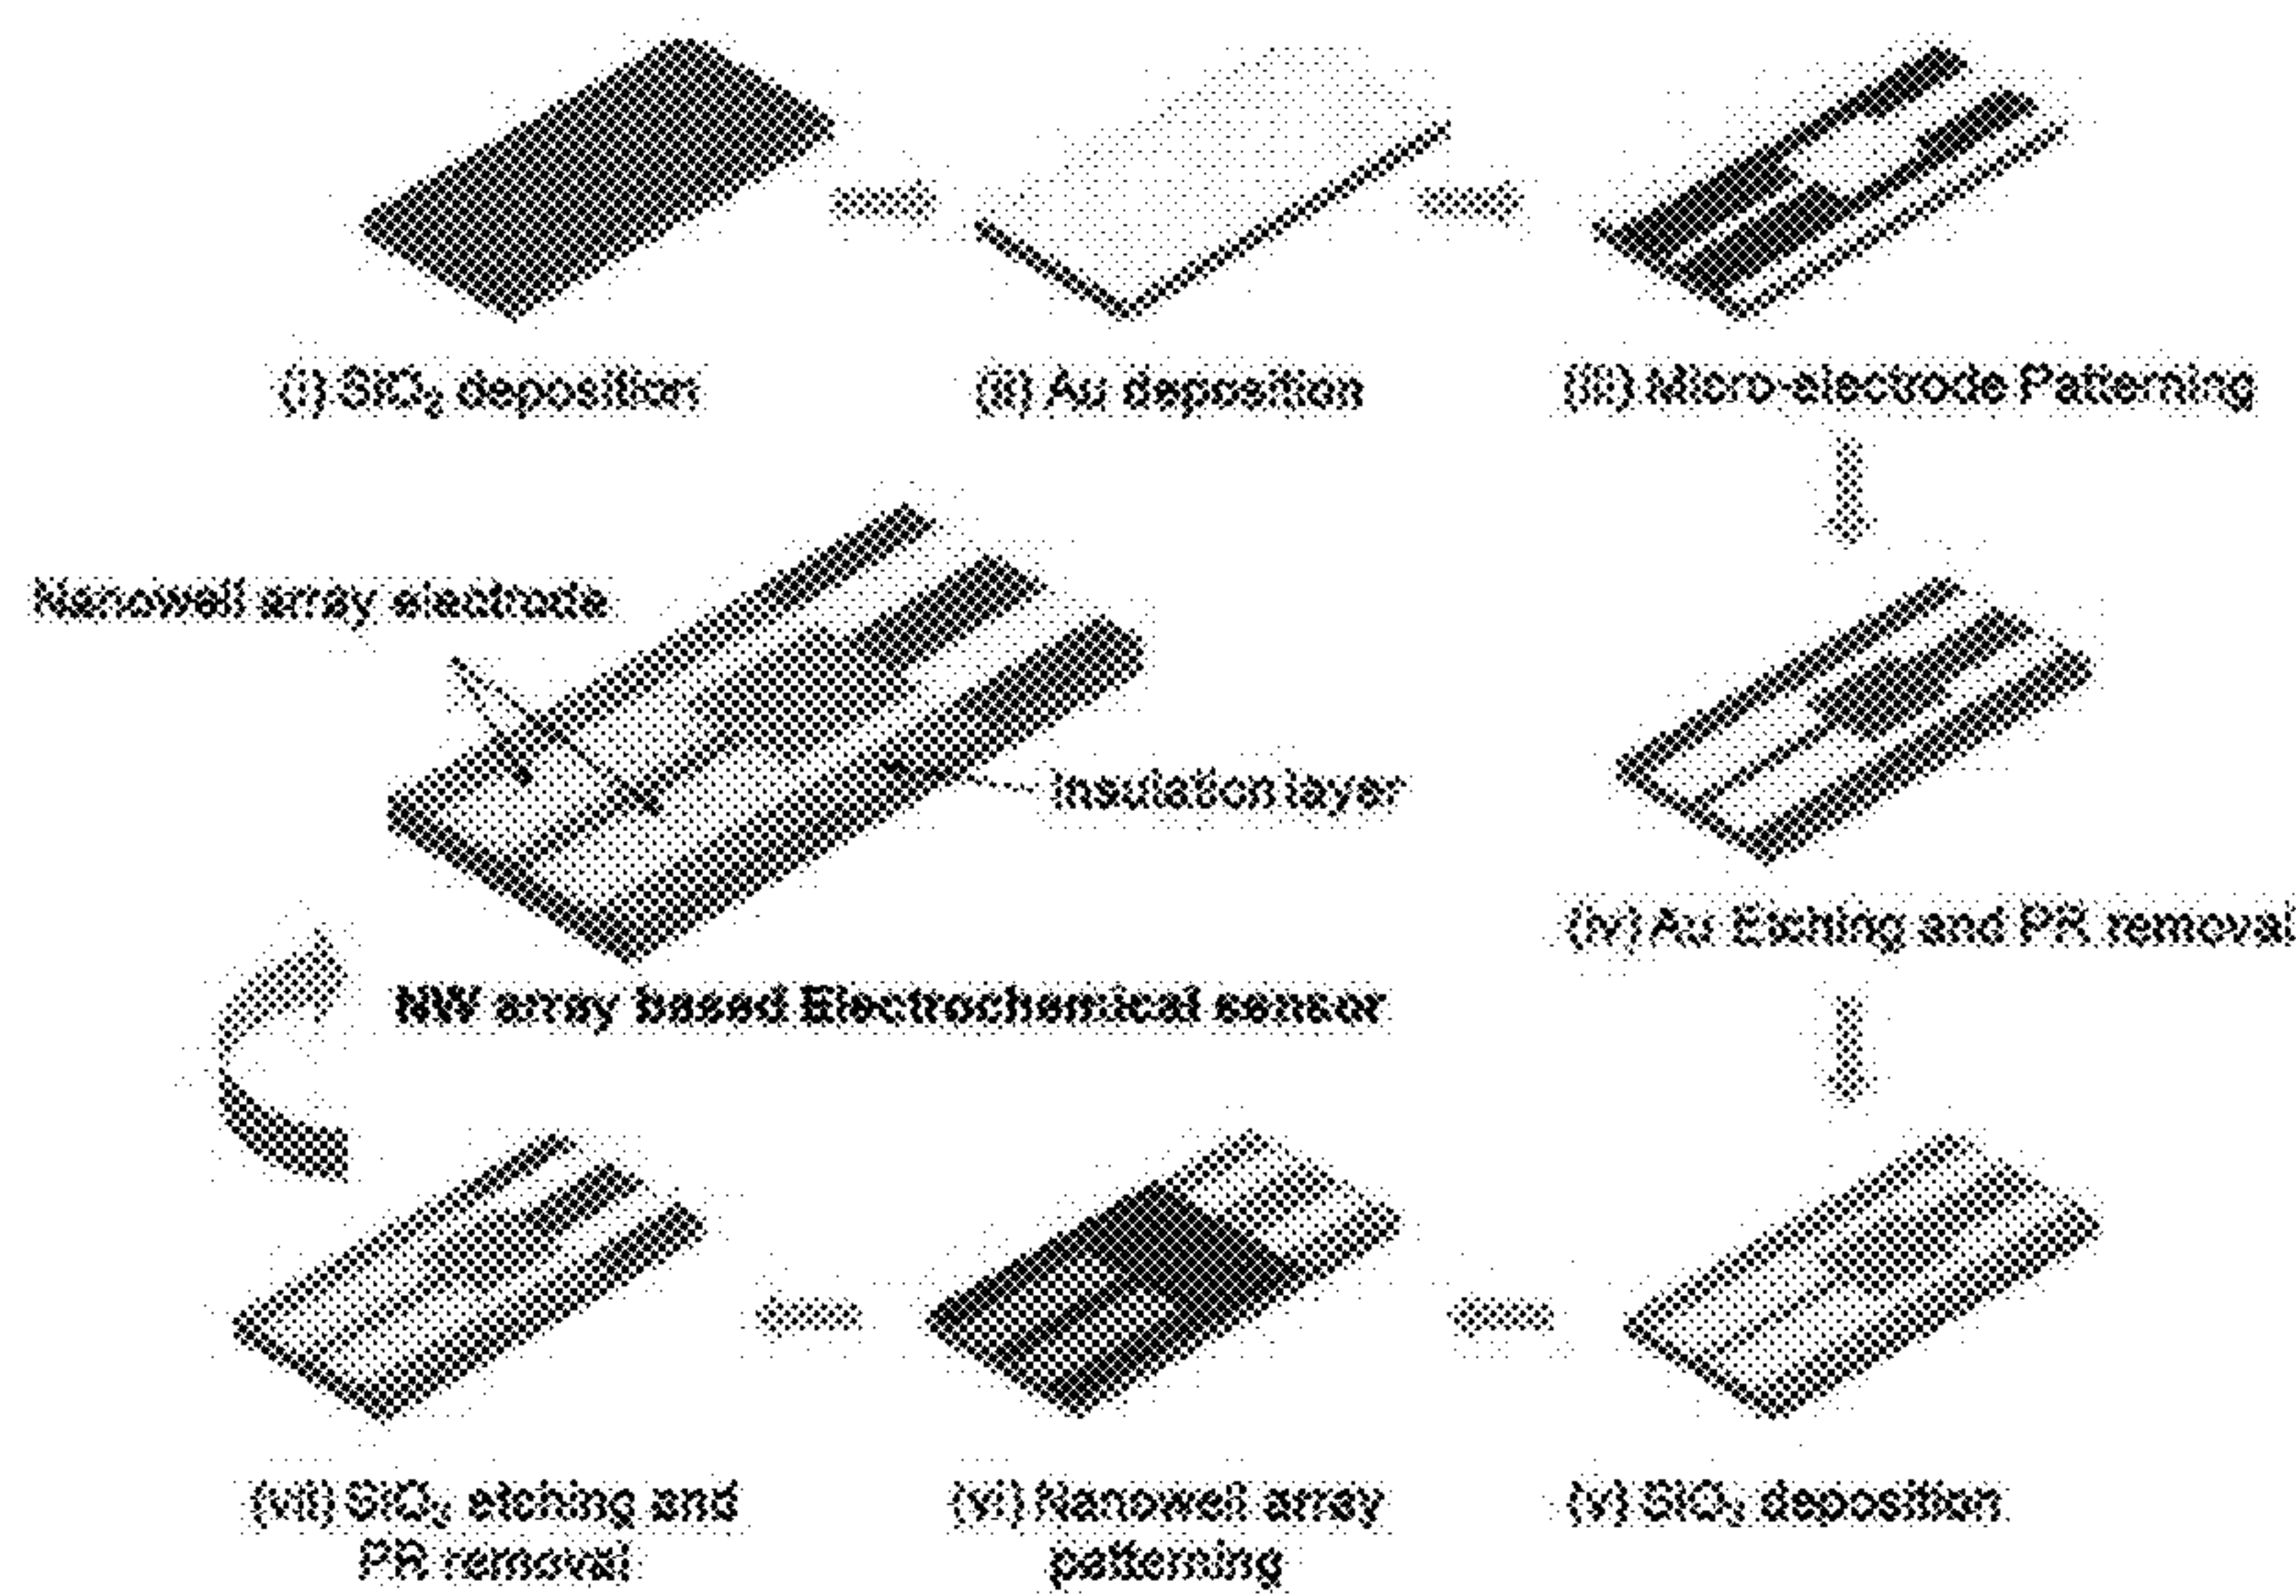 (i) SiO₂ deposition
(ii) Au deposition
(iii) Micro-electrode Patterning
Nanowell array electrode
Insulation layer
(iv) Au Etching and PR removal
NW array based Electrochemical sensor
(vii) SiO₂ etching and
PR removal
(vi) Nanowell array
patterning
(v) SiO₂ deposition